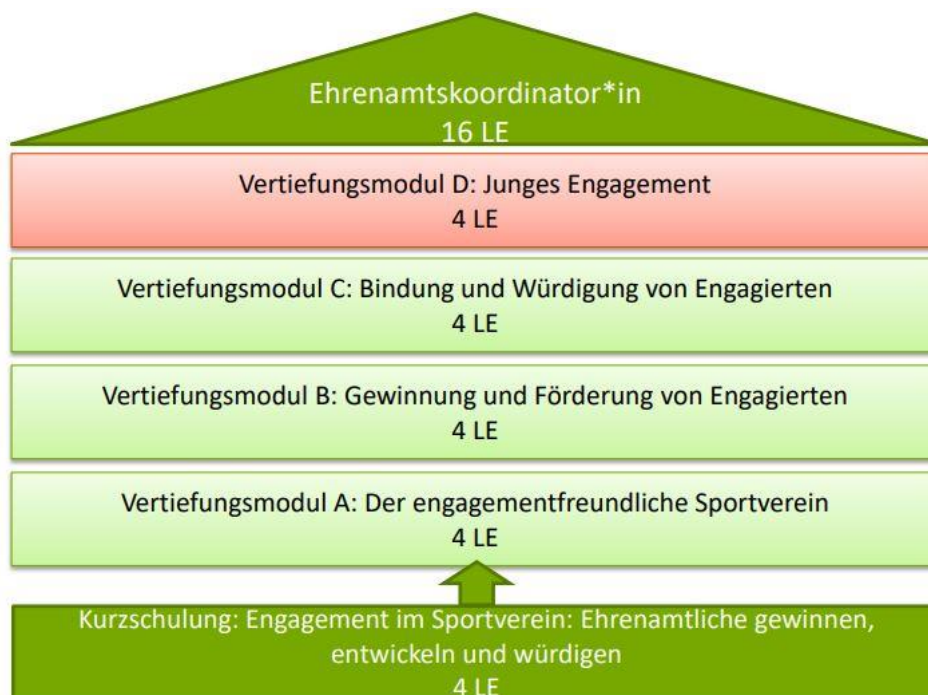 Ehrenamtskoordinator*in
16 LE
Vertiefungsmodul D: Junges Engagement
4 LE
Vertiefungsmodul C: Bindung und Würdigung von Engagierten
4 LE
Vertiefungsmodul B: Gewinnung und Förderung von Engagierten
4 LE
Vertiefungsmodul A: Der engagementfreundliche Sportverein
4 LE
Kurzschulung: Engagement im Sportverein: Ehrenamtliche gewinnen,
entwickeln und würdigen
4 LE